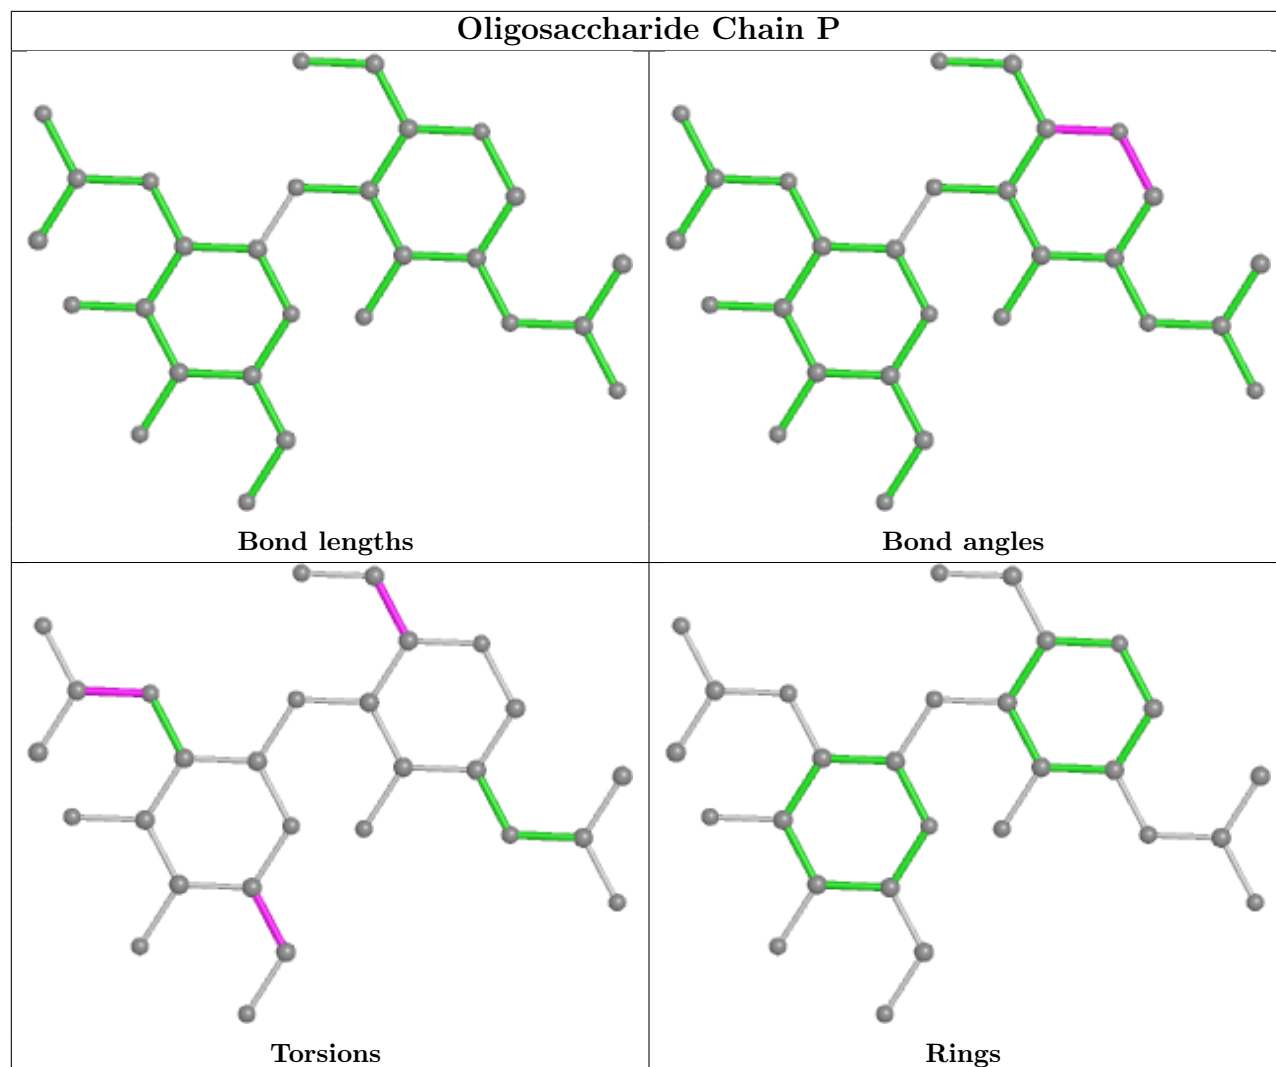 Oligosaccharide Chain P
Bond lengths
Bond angles
Torsions
Rings